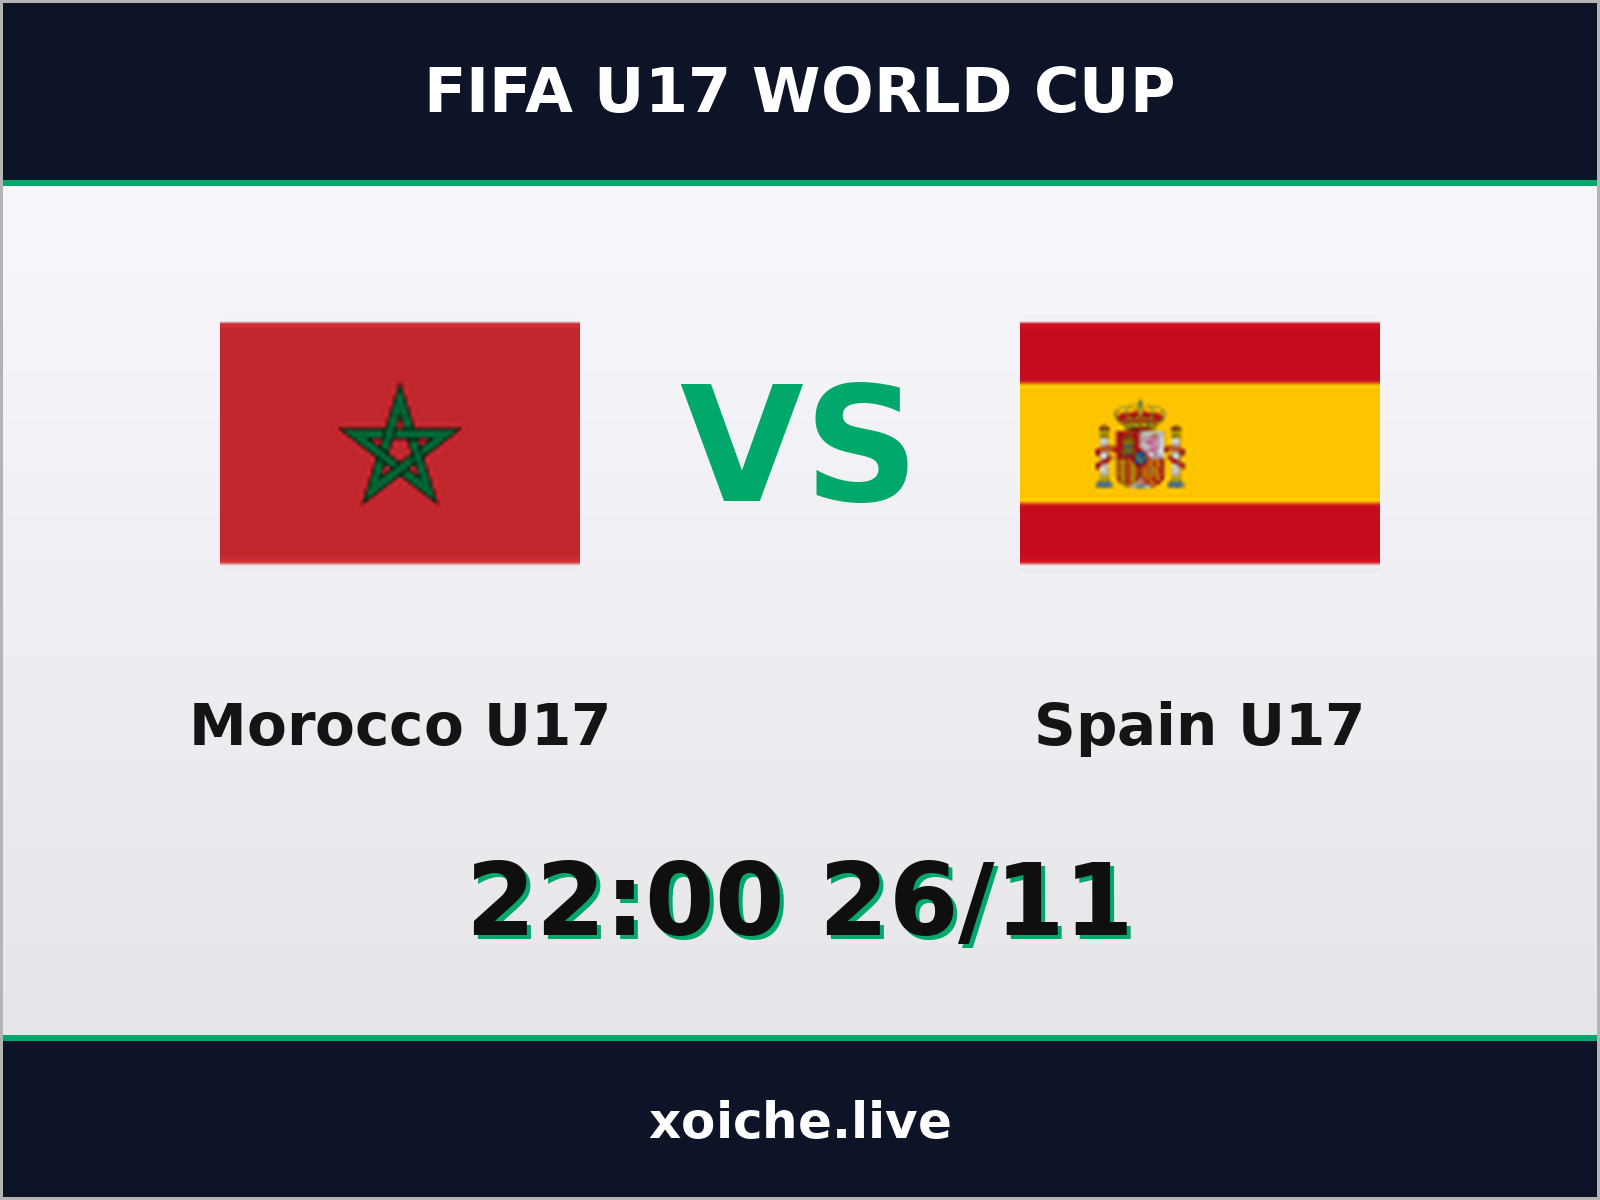 FIFA U17 WORLD CUP
VS
Morocco U17
Spain U17
22:00 26/11
xoiche.live